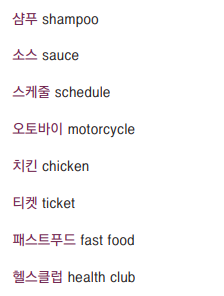 샴푸 shampoo
소스 sauce
스케줄 schedule
오토바이 motorcycle
치킨 chicken
티켓 ticket
패스트푸드 fast food
헬스클럽 health club